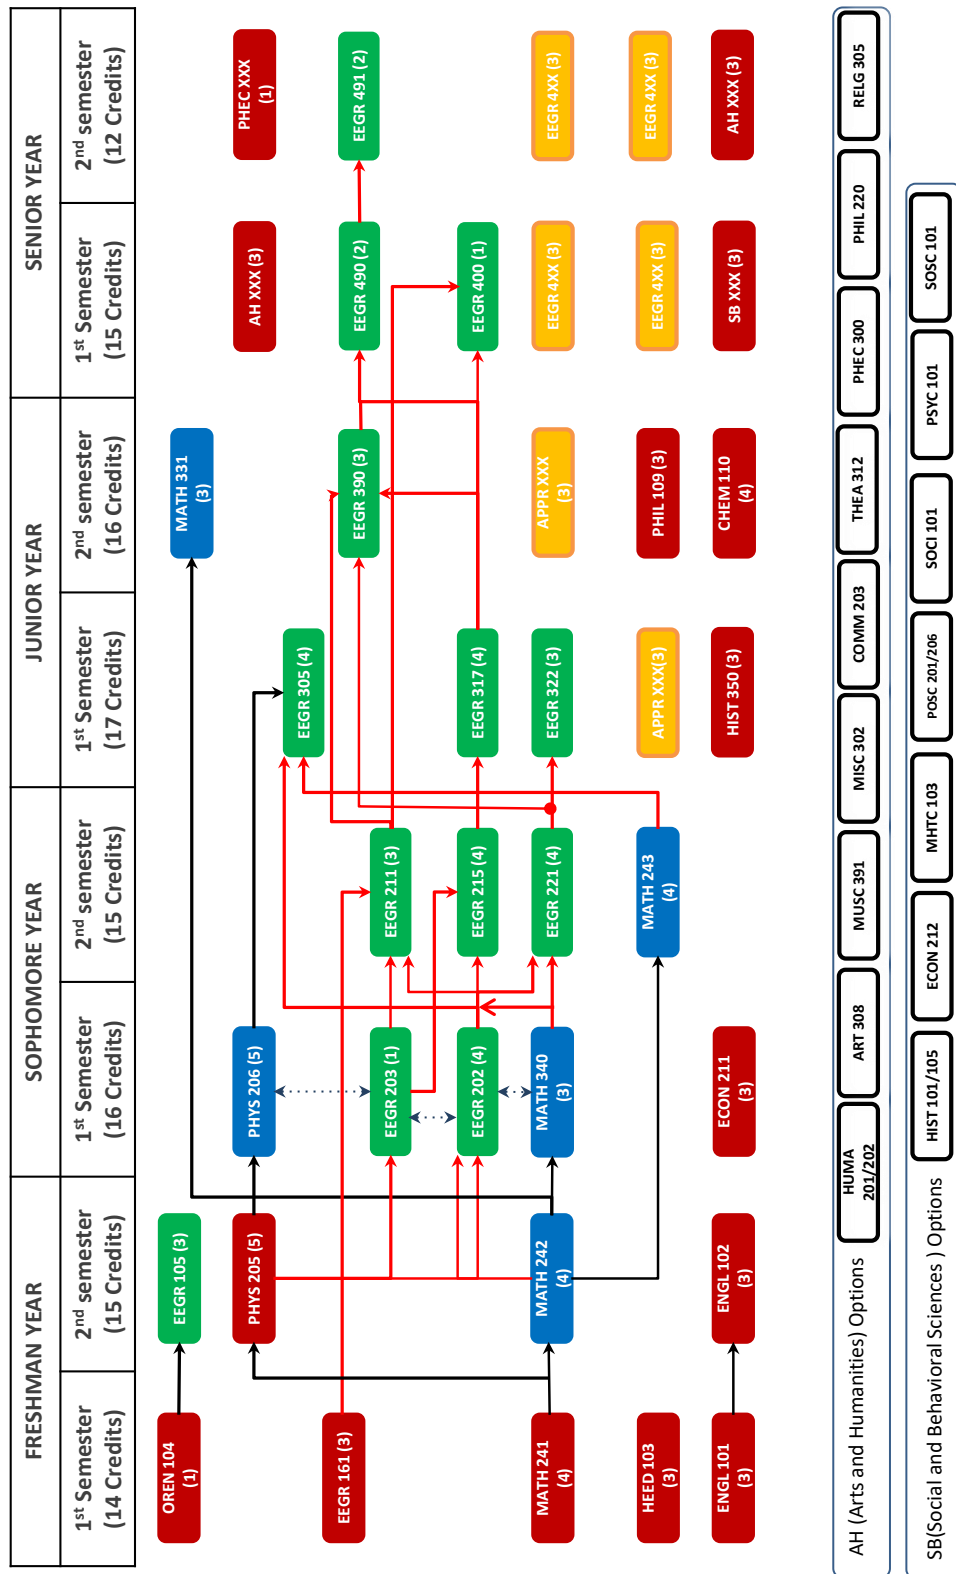 FRESHMAN YEAR
SOPHOMORE YEAR
JUNIOR YEAR
SENIOR YEAR
1st Semester
(14 Credits)
2nd semester
(15 Credits)
1st Semester
(16 Credits)
2nd semester
(15 Credits)
1st Semester
(17 Credits)
2nd semester
(16 Credits)
1st Semester
(15 Credits)
2nd semester
(12 Credits)
OREN 104
(1)
EEGR 161 (3)
MATH 241
(4)
HEED 103
(3)
ENGL 101
(3)
EEGR 105 (3)
PHYS 205 (5)
MATH 242
(4)
ENGL 102
(3)
PHYS 206 (5)
EEGR 203 (1)
EEGR 202 (4)
MATH 340
(3)
ECON 211
(3)
EEGR 211 (3)
EEGR 215 (4)
EEGR 221 (4)
MATH 243
(4)
EEGR 305 (4)
EEGR 317 (4)
EEGR 322 (3)
APPR XXX(3)
HIST 350 (3)
MATH 331
(3)
EEGR 390 (3)
APPR XXX
(3)
PHIL 109 (3)
CHEM 110
(4)
AH XXX (3)
EEGR 490 (2)
EEGR 400 (1)
EEGR 4XX (3)
EEGR 4XX (3)
SB XXX (3)
PHEC XXX
(1)
EEGR 491 (2)
EEGR 4XX (3)
EEGR 4XX (3)
AH XXX (3)
AH (Arts and Humanities) Options
HUMA
201/202
ART 308
MUSC 391
MISC 302
COMM 203
THEA 312
PHEC 300
PHIL 220
RELG 305
SB(Social and Behavioral Sciences ) Options
HIST 101/105
ECON 212
MHTC 103
POSC 201/206
SOCI 101
PSYC 101
SOSC 101